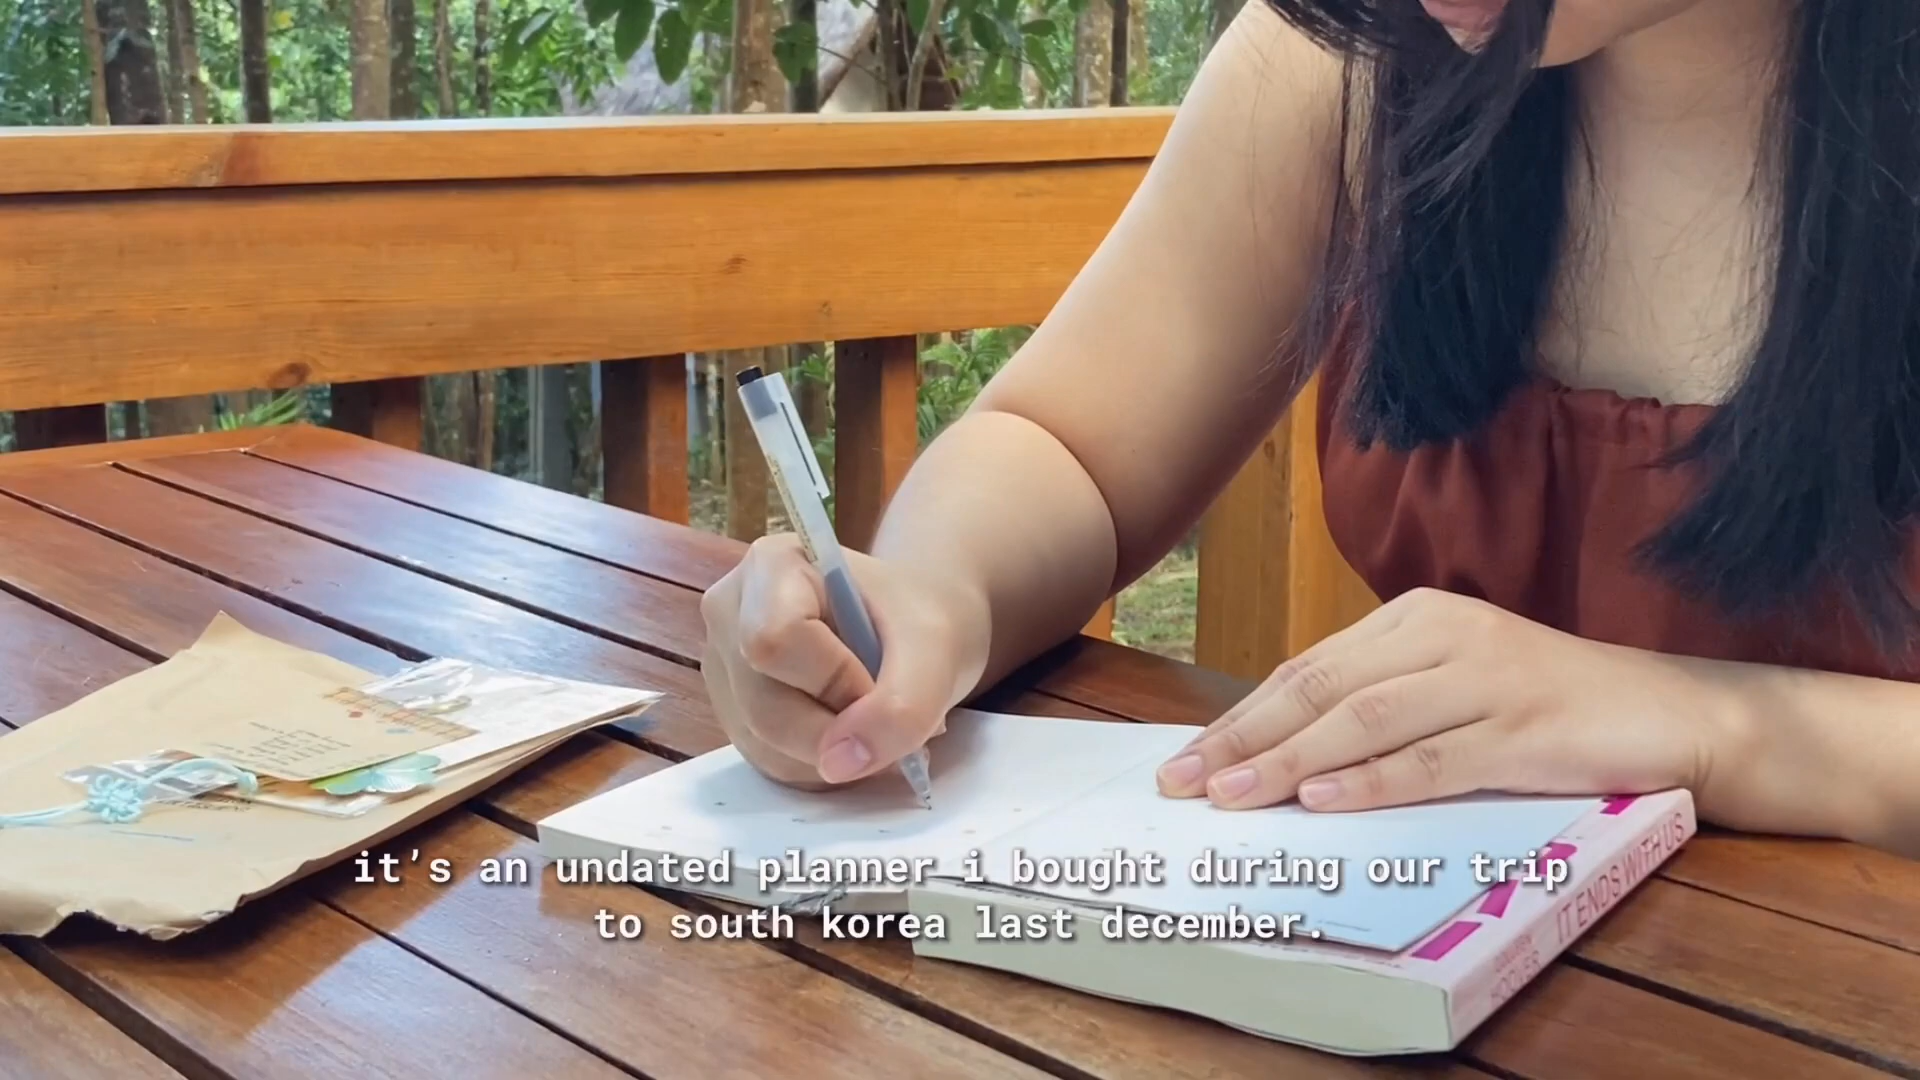 it's an undated planner i bought during our trip
to south korea last december.
IT ENDS WITH US
COLLEEN
HOOVER